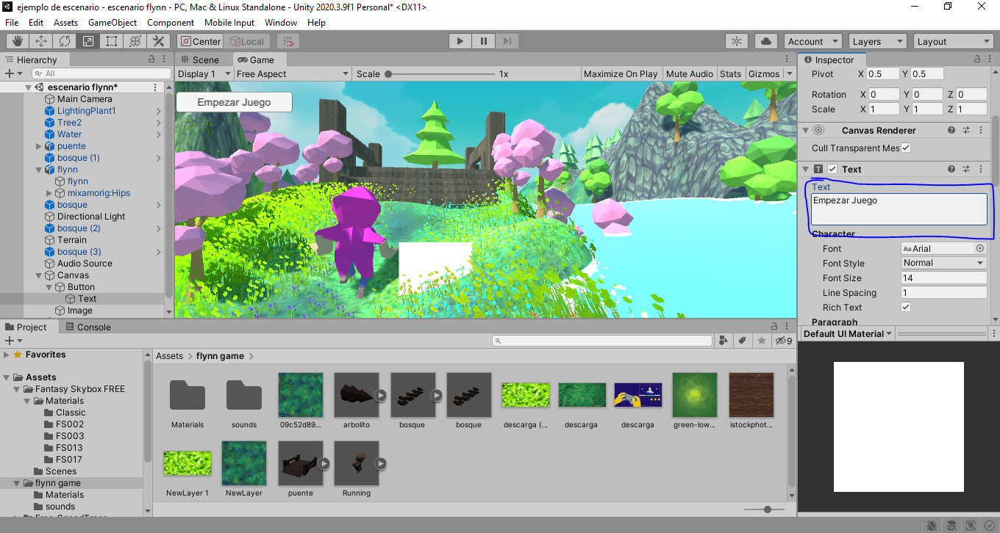 ejemplo de escenario - escenario flynn - PC, Mac & Linux Standalone - Unity 2020.3.9f1 Personal* <DX11>
File Edit Assets GameObject Component Mobile Input Window Help
Center Local Account Layers Layout
Hierarchy
All
escenario flynn*
Main Camera
LightingPlant1
Tree2
Water
puente
bosque (1)
flynn
flynn
mixamorig:Hips
bosque
Directional Light
bosque (2)
Terrain
bosque (3)
Audio Source
Canvas
Button
Text
Image
Scene Game
Display 1 Free Aspect Scale 1x Maximize On Play Mute Audio Stats Gizmos
Empezar Juego
Inspector
Pivot X 0.5 Y 0.5
Rotation X 0 Y 0 Z 0
Scale X 1 Y 1 Z 1
Canvas Renderer
Cull Transparent Mes
Text
Text
Empezar Juego
Character
Font Arial
Font Style Normal
Font Size 14
Line Spacing 1
Rich Text
Paragraph
Default UI Material
Project Console
9
Favorites
Assets
Fantasy Skybox FREE
Materials
Classic
FS002
FS003
FS013
FS017
Scenes
flynn game
Materials
sounds
Assets > flynn game >
Materials sounds 09c52d89... arbolito bosque bosque descarga (... descarga descarga green-low... istockphot...
NewLayer 1 NewLayer puente Running